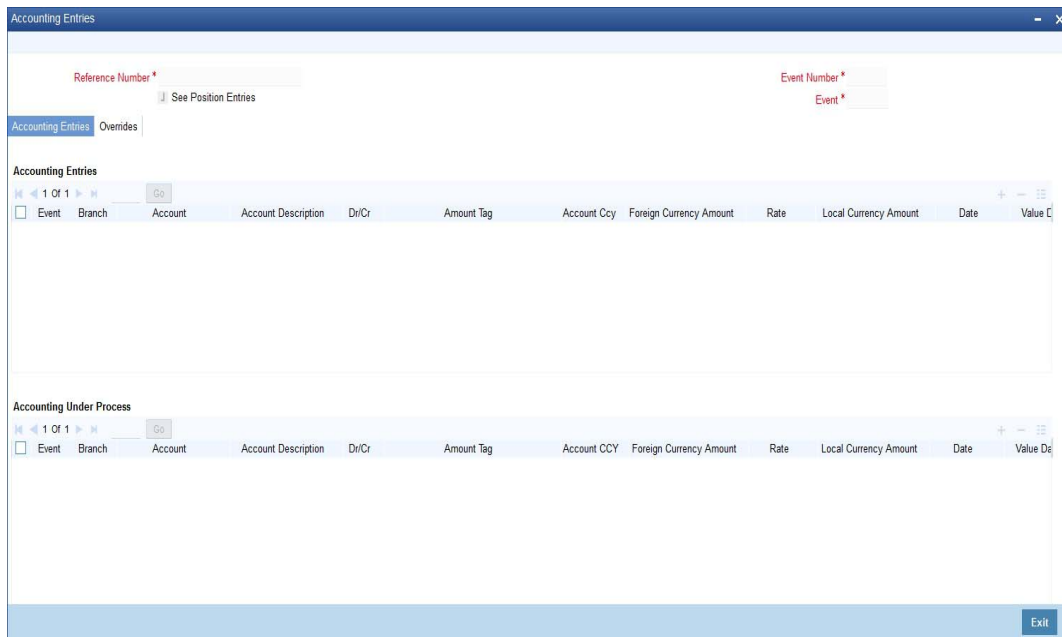 Accounting Entries
Reference Number *
Event Number *
See Position Entries
Event *
Accounting Entries Overrides
Accounting Entries
1 Of 1 Go
Event Branch Account Account Description Dr/Cr Amount Tag Account Ccy Foreign Currency Amount Rate Local Currency Amount Date Value D
Accounting Under Process
1 Of 1 Go
Event Branch Account Account Description Dr/Cr Amount Tag Account CCY Foreign Currency Amount Rate Local Currency Amount Date Value Da
Exit